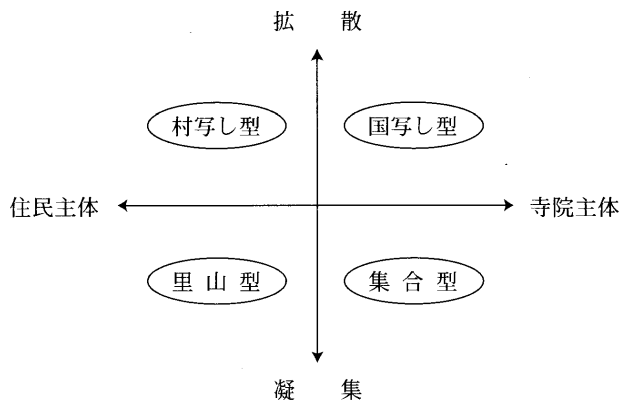 拡　散
村写し型　国写し型
住民主体　寺院主体
里山型　集合型
凝　集